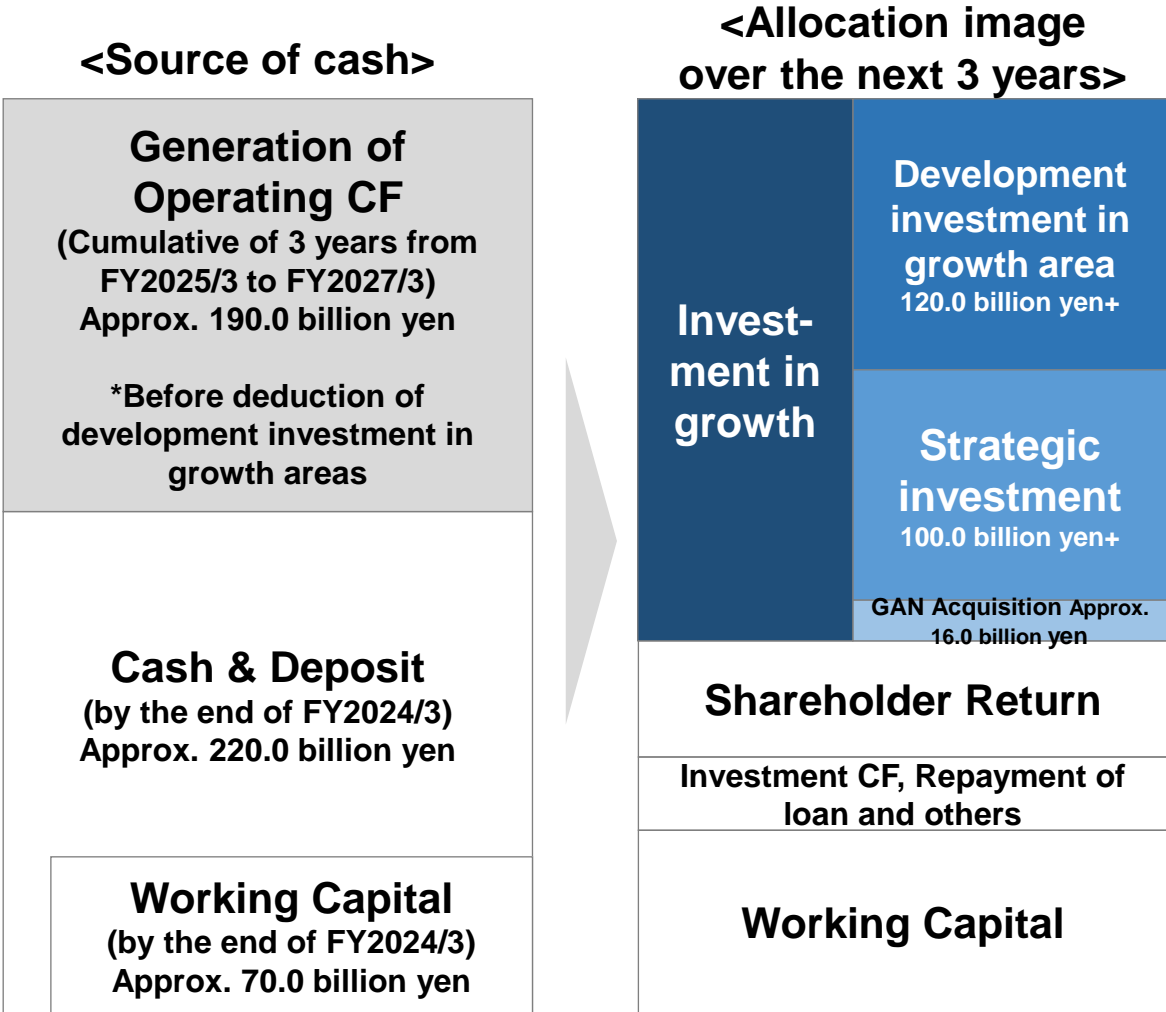 <Source of cash>
Generation of
Operating CF
(Cumulative of 3 years from
FY2025/3 to FY2027/3)
Approx. 190.0 billion yen
*Before deduction of
development investment in
growth areas
Cash & Deposit
(by the end of FY2024/3)
Approx. 220.0 billion yen
Working Capital
(by the end of FY2024/3)
Approx. 70.0 billion yen
<Allocation image
over the next 3 years>
Invest-
ment in
growth
Development
investment in
growth area
120.0 billion yen+
Strategic
investment
100.0 billion yen+
GAN Acquisition Approx.
16.0 billion yen
Shareholder Return
Investment CF, Repayment of
loan and others
Working Capital